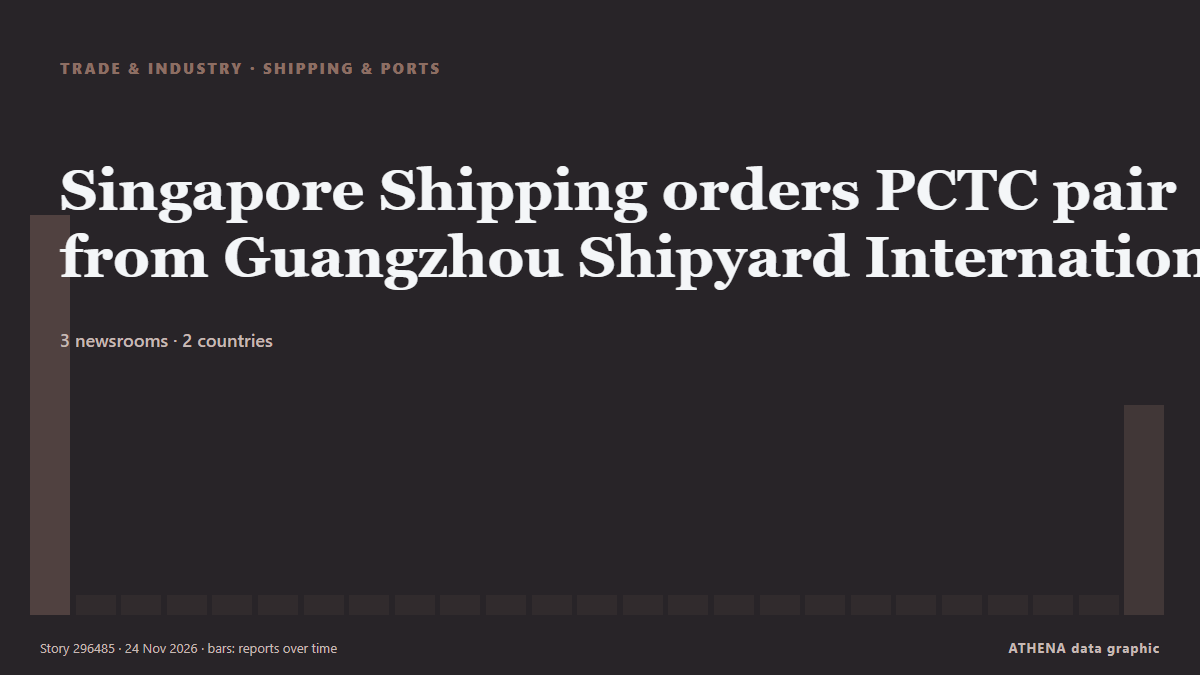 TRADE & INDUSTRY · SHIPPING & PORTS
Singapore Shipping orders PCTC pair
from Guangzhou Shipyard Internation
3 newsrooms · 2 countries
Story 296485 · 24 Nov 2026 · bars: reports over time
ATHENA data graphic